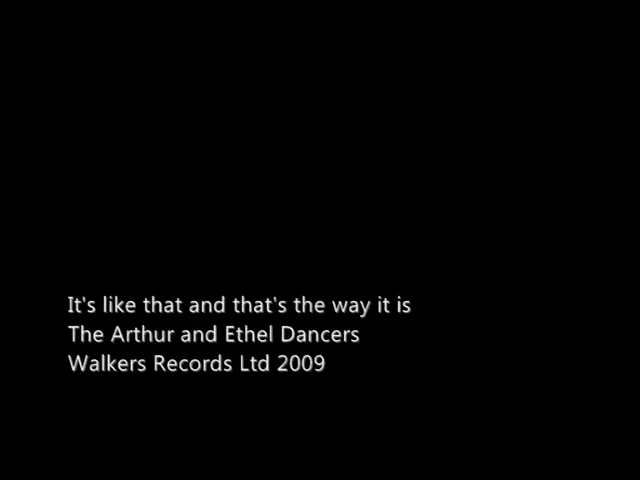 It's like that and that's the way it is
The Arthur and Ethel Dancers
Walkers Records Ltd 2009